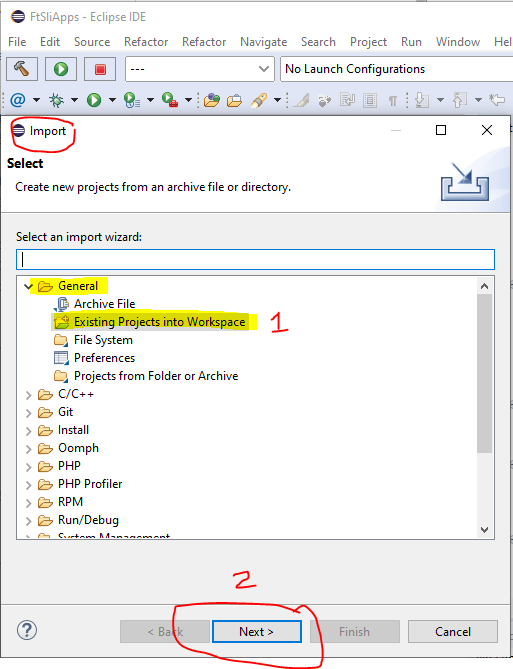 FtSliApps - Eclipse IDE
File Edit Source Refactor Refactor Navigate Search Project Run Window Hel
--- No Launch Configurations
Import
Select
Create new projects from an archive file or directory.
Select an import wizard:
General
Archive File
Existing Projects into Workspace 1
File System
Preferences
Projects from Folder or Archive
C/C++
Git
Install
Oomph
PHP
PHP Profiler
RPM
Run/Debug
System Management
2
? < Back Next > Finish Cancel